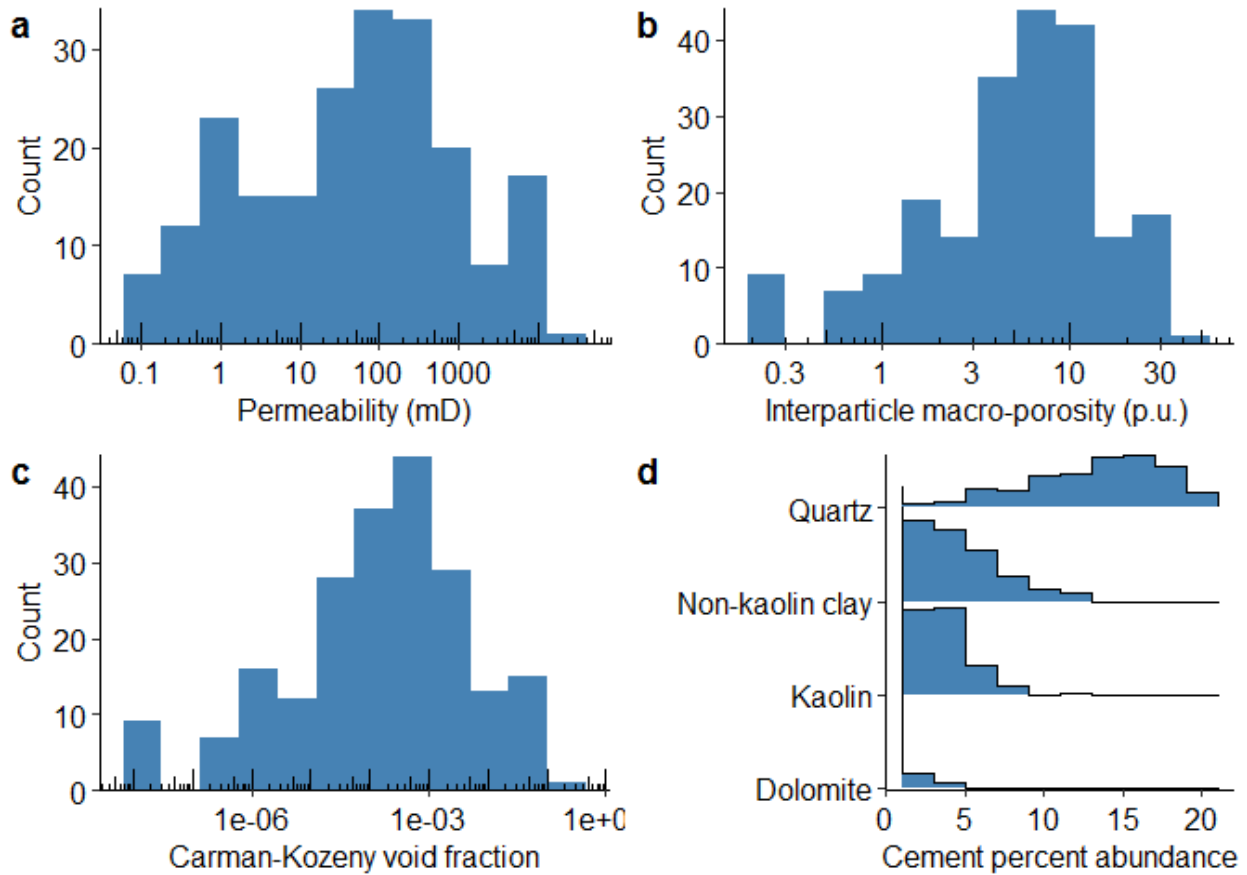 a
30
20
10
0
Count
0.1 1 10 100 1000
Permeability (mD)
b
40
30
20
10
0
Count
0.3 1 3 10 30
Interparticle macro-porosity (p.u.)
c
40
30
20
10
0
Count
1e-06 1e-03 1e+0
Carman-Kozeny void fraction
d
Quartz
Non-kaolin clay
Kaolin
Dolomite
0 5 10 15 20
Cement percent abundance